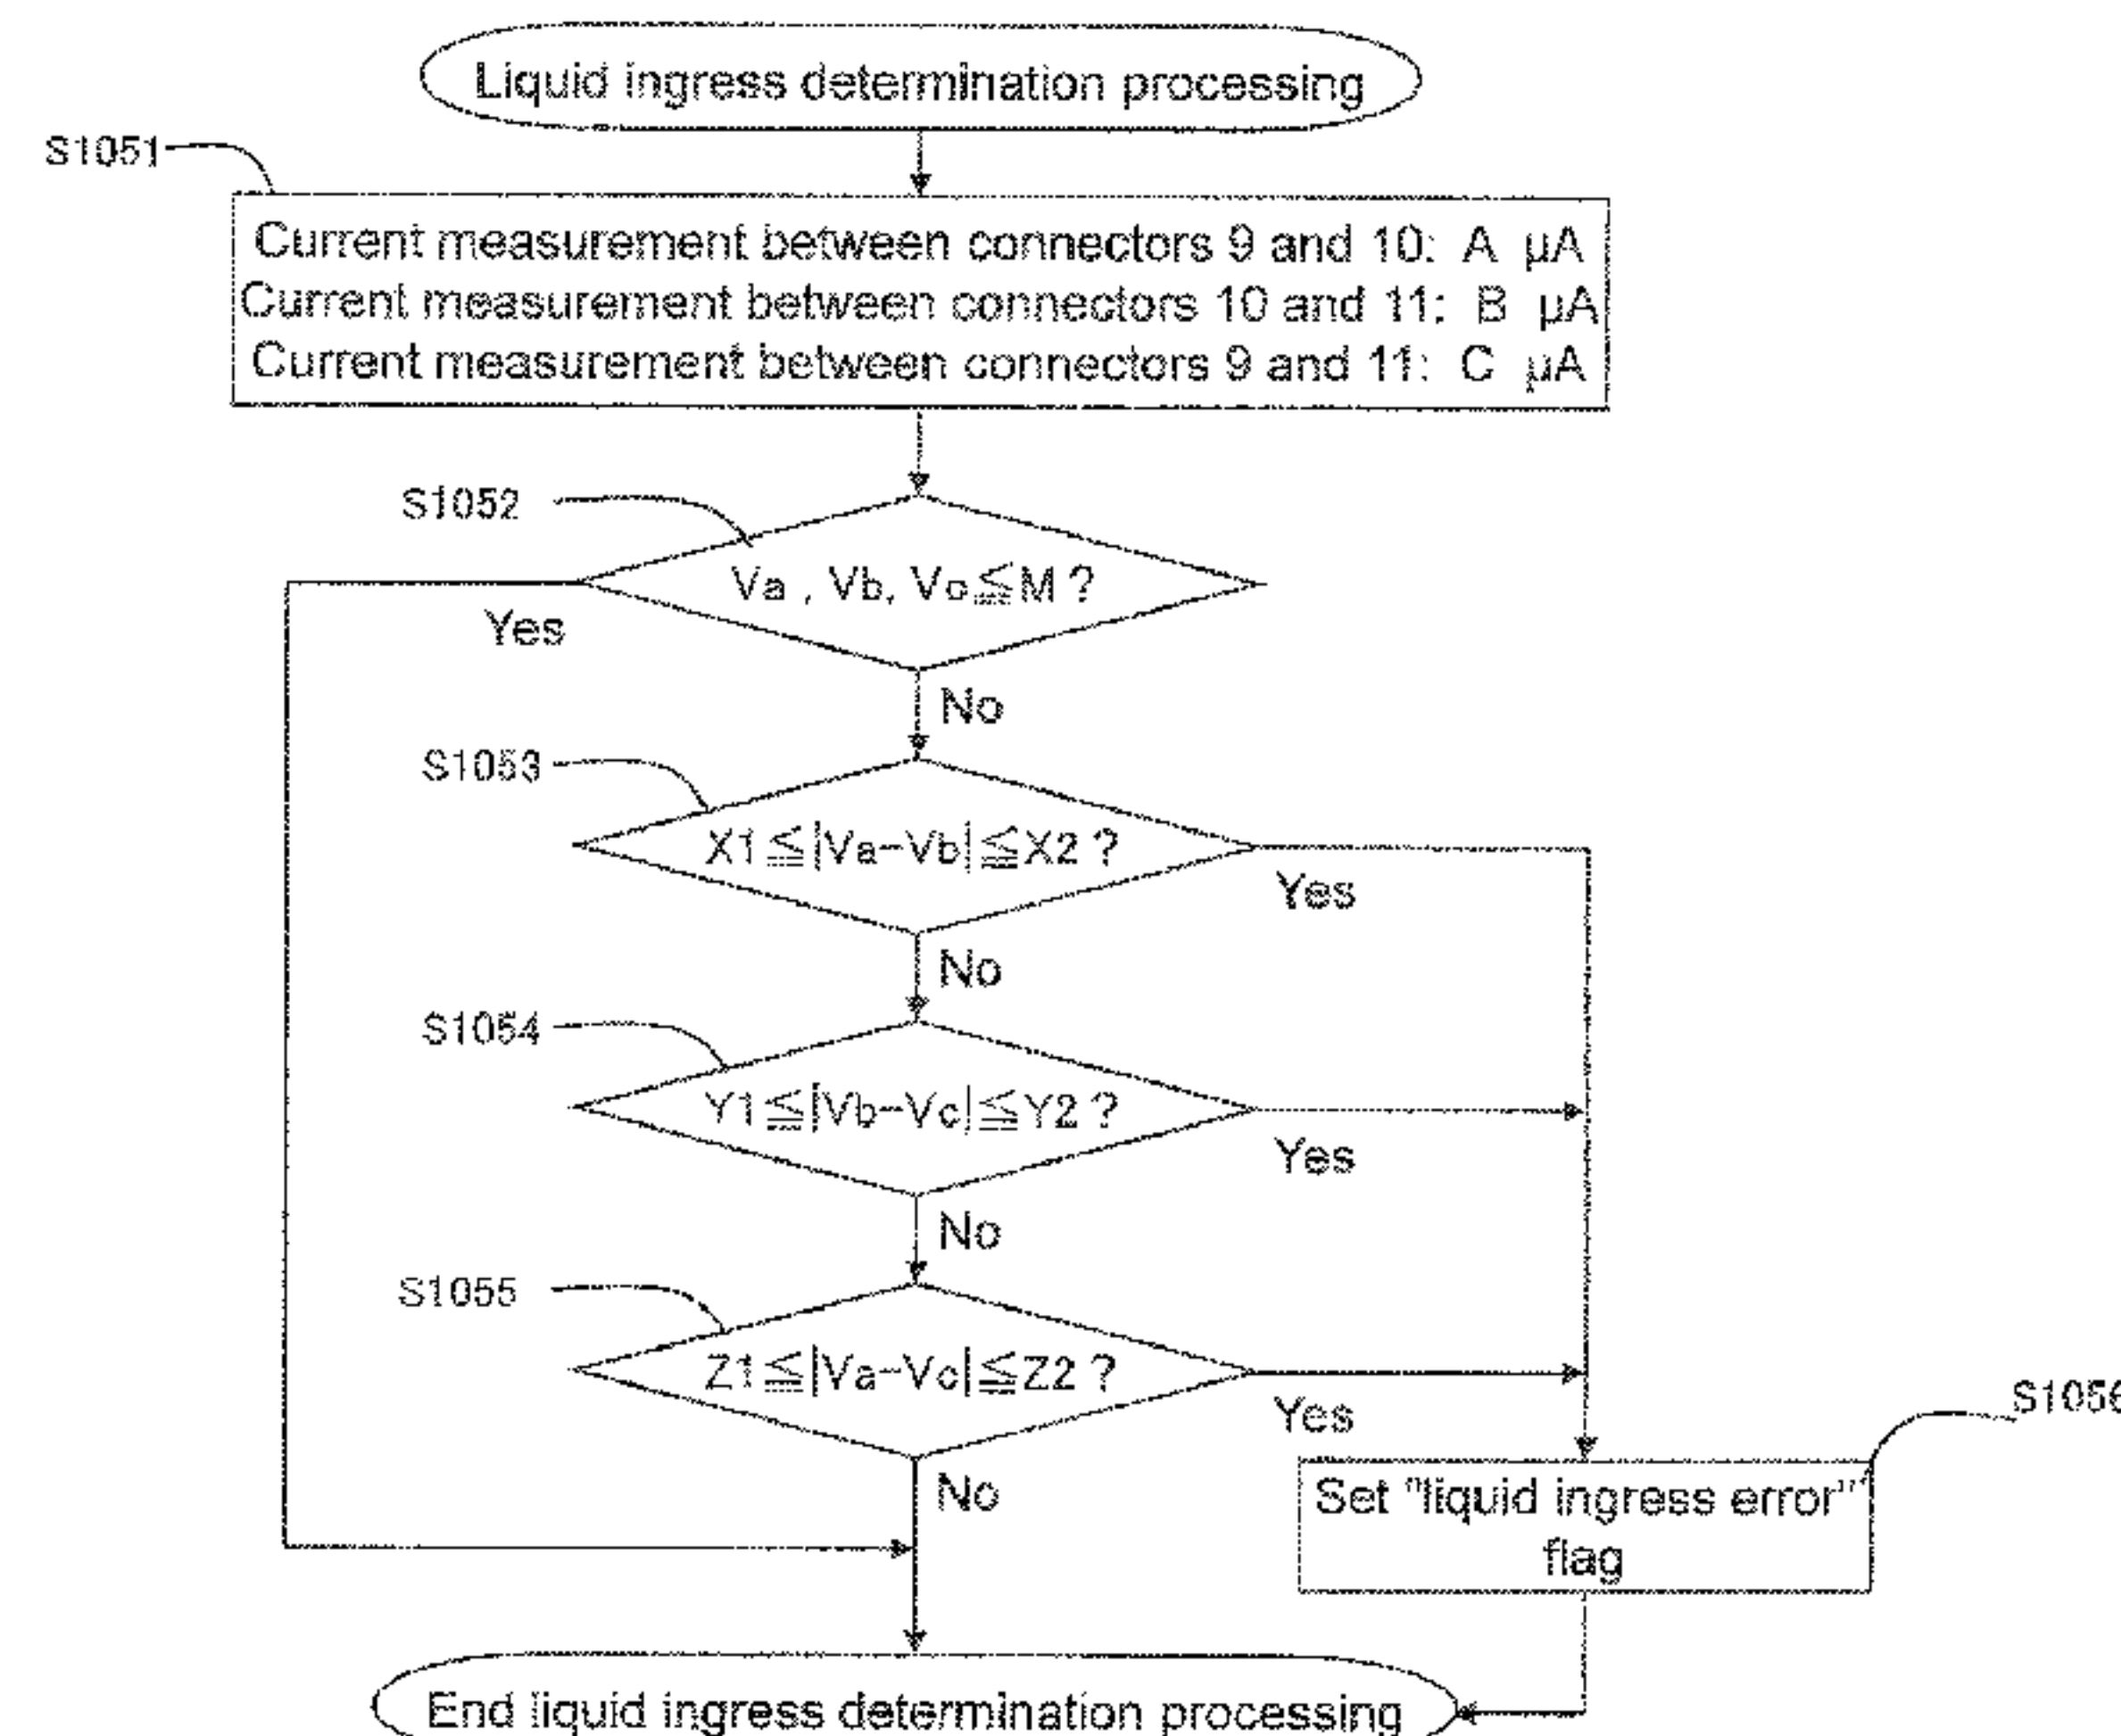 Liquid ingress determination processing
S1051
Current measurement between connectors 9 and 10: A μA
Current measurement between connectors 10 and 11: B μA
Current measurement between connectors 9 and 11: C μA
S1052
Va , Vb, Vc≦M ?
Yes
No
S1053
X1≦|Va-Vb|≦X2 ?
Yes
No
S1054
Y1≦|Vb-Vc|≦Y2 ?
Yes
No
S1055
Z1≦|Va-Vc|≦Z2 ?
Yes
No
S1056
Set "liquid ingress error"
flag
End liquid ingress determination processing